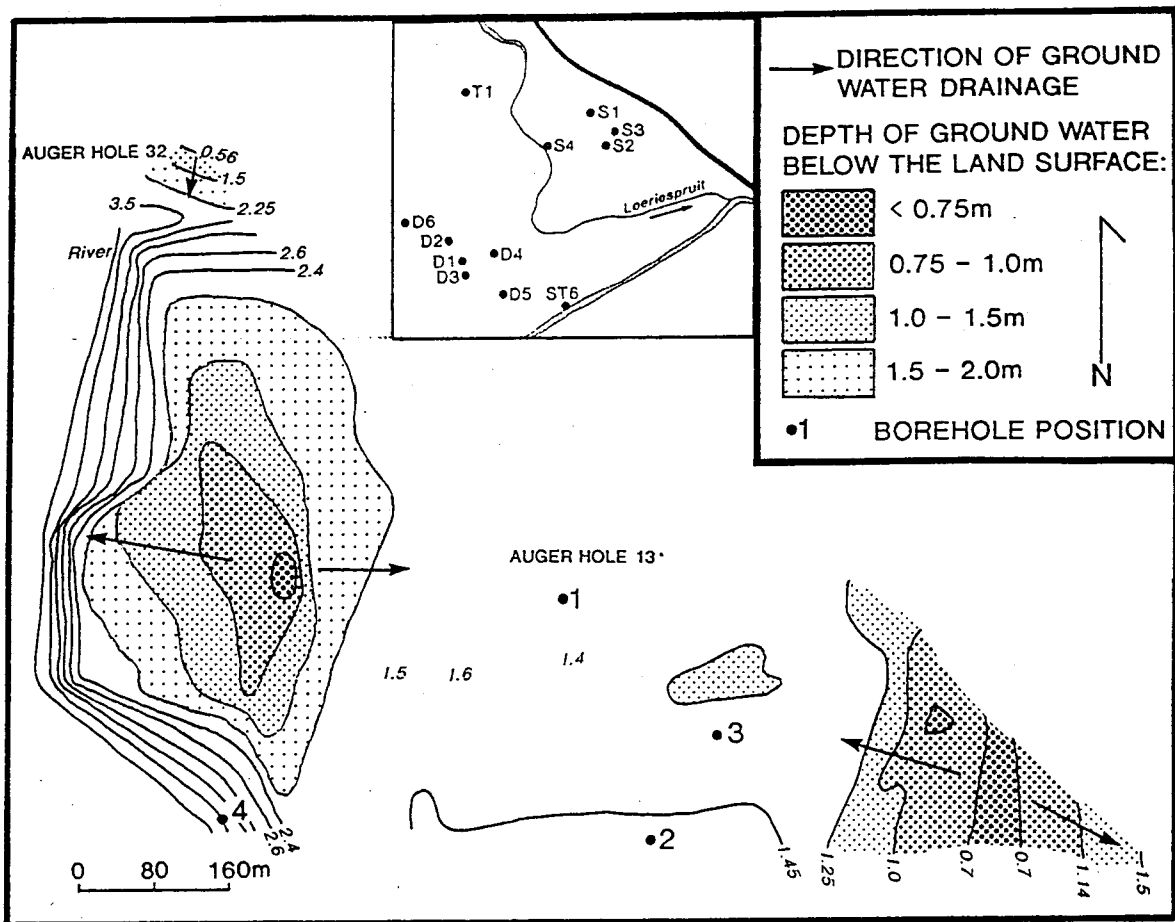 DIRECTION OF GROUND
WATER DRAINAGE
DEPTH OF GROUND WATER
BELOW THE LAND SURFACE:
< 0.75m
0.75 - 1.0m
1.0 - 1.5m
1.5 - 2.0m
N
•1 BOREHOLE POSITION
T1
S1
S3
S4
S2
Loeriespruit
D6
D2
D4
D1
D3
D5
ST6
AUGER HOLE 32
0.56
1.5
3.5
2.25
River
2.6
2.4
AUGER HOLE 13
1
1.5
1.6
1.4
3
4
2
2.4
2.6
1.45
1.25
1.0
0.7
0.7
1.14
1.5
0 80 160m